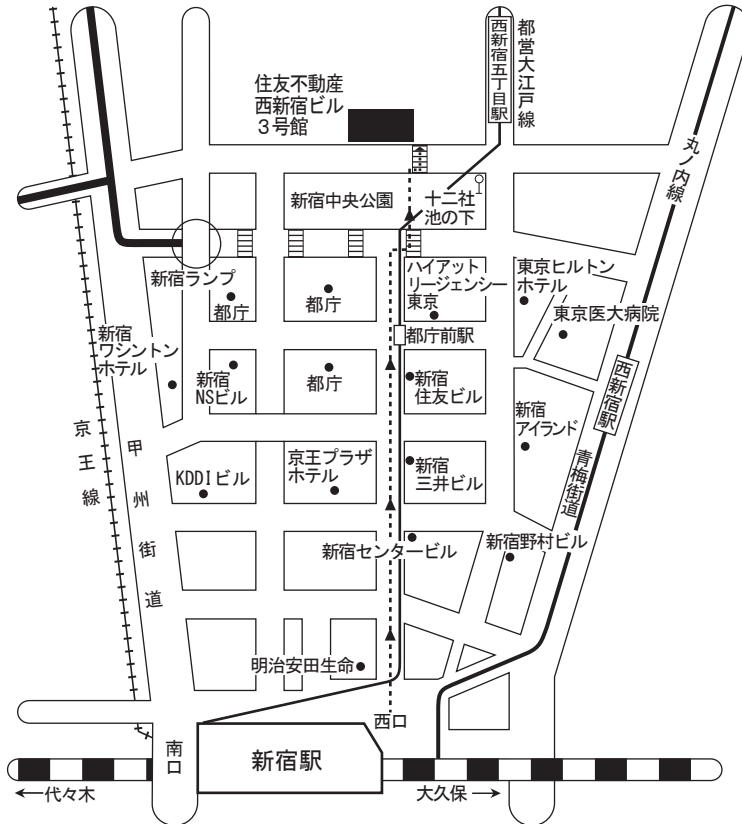 住友不動産
西新宿ビル
３号館
西新宿五丁目駅
都営大江戸線
丸ノ内線
新宿中央公園
十二社
池の下
新宿ランプ
都庁
都庁
ハイアット
リージェンシー
東京
東京ヒルトン
ホテル
東京医大病院
都庁前駅
新宿
ワシントン
ホテル
新宿
NSビル
都庁
新宿
住友ビル
西新宿駅
新宿
アイランド
京王線
甲州街道
KDDIビル
京王プラザ
ホテル
新宿
三井ビル
青梅街道
新宿センタービル
新宿野村ビル
明治安田生命
西口
南口
新宿駅
←代々木
大久保→